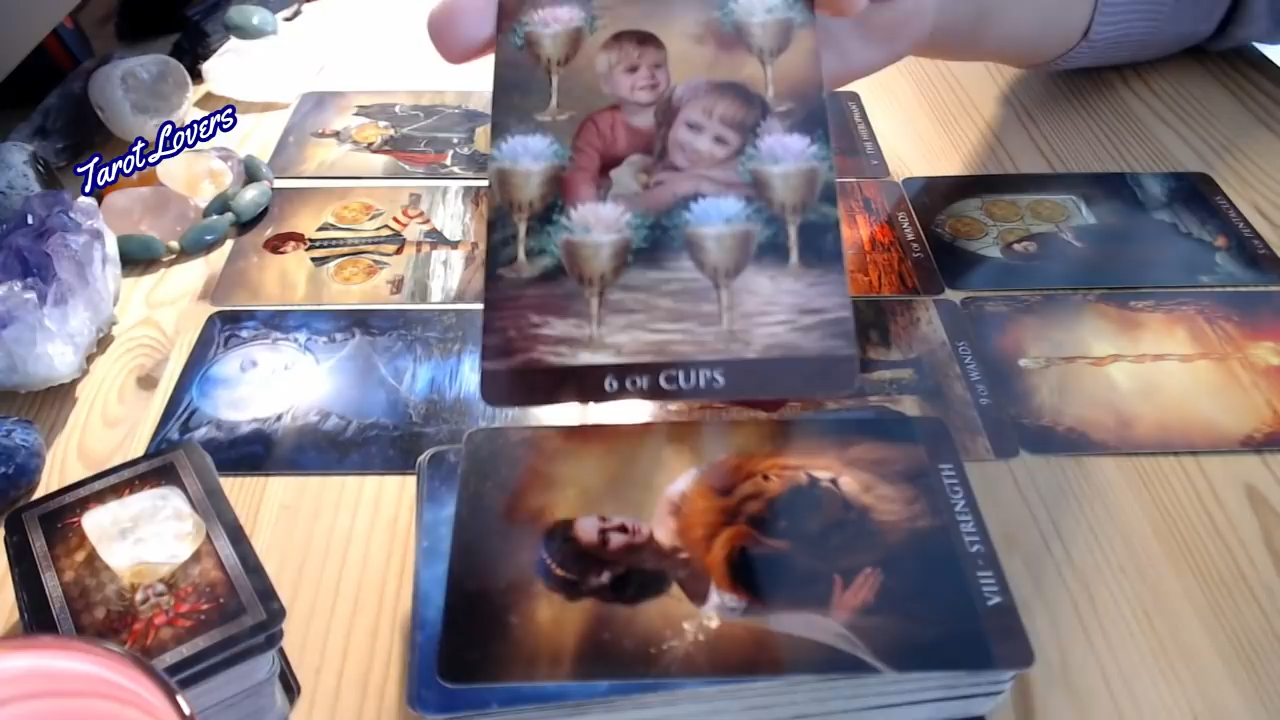 Tarot Lovers
V THE HIEROPHANT
5 OF WANDS
6 OF CUPS
9 OF WANDS
VIII - STRENGTH